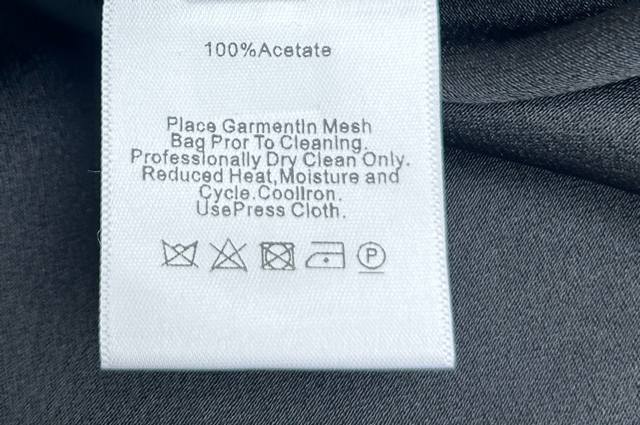 100%Acetate
Place GarmentIn Mesh
Bag Pror To Cleaning.
Professionally Dry Clean Only.
Reduced Heat,Moisture and
Cycle.CoolIron.
UsePress Cloth.
P